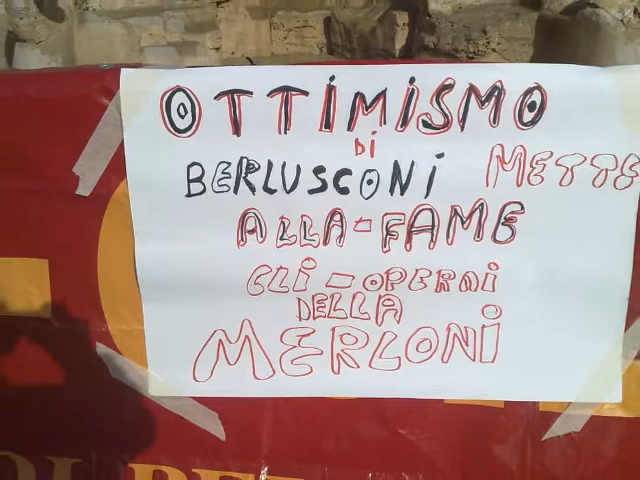 OTTIMISMO
DI
BERLUSCONI METTE
ALLA-FAME
GLI-OPERAI
DELLA
MERLONI